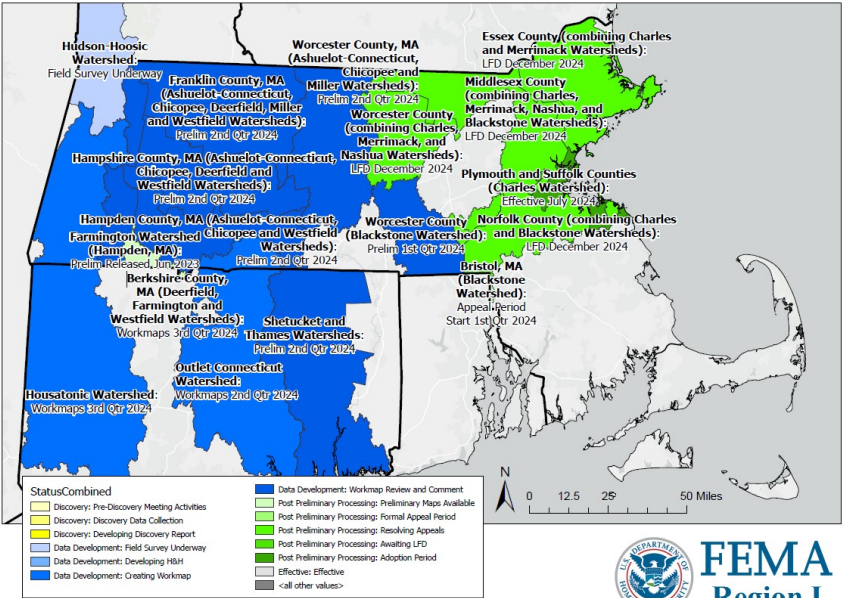 Hudson-Hoosic
Watershed:
Field Survey Underway
Franklin County, MA
(Ashuelot-Connecticut,
Chicopee, Deerfield, Miller
and Westfield Watersheds):
Prelim 2nd Qtr 2024
Worcester County, MA
(Ashuelot-Connecticut,
Chicopee and
Miller Watersheds):
Prelim 2nd Qtr 2024
Worcester County
(combining Charles,
Merrimack, and
Nashua Watersheds):
LFD December 2024
Essex County (combining Charles
and Merrimack Watersheds):
LFD December 2024
Middlesex County
(combining Charles,
Merrimack, Nashua, and
Blackstone Watersheds):
LFD December 2024
Hampshire County, MA (Ashuelot-Connecticut,
Chicopee, Deerfield and
Westfield Watersheds):
Prelim 2nd Qtr 2024
Plymouth and Suffolk Counties
(Charles Watershed):
Effective July 2024
Hampden County, MA (Ashuelot-Connecticut,
Chicopee and Westfield
Watersheds):
Prelim 2nd Qtr 2024
Farmington Watershed
(Hampden, MA):
Prelim Released Jun 2023
Worcester County
(Blackstone Watershed):
Prelim 1st Qtr 2024
Norfolk County (combining Charles
and Blackstone Watersheds):
LFD December 2024
Bristol, MA
(Blackstone
Watershed):
Appeal Period
Start 1st Qtr 2024
Berkshire County,
MA (Deerfield,
Farmington and
Westfield Watersheds):
Workmaps 3rd Qtr 2024
Shetucket and
Thames Watersheds:
Prelim 2nd Qtr 2024
Outlet Connecticut
Watershed:
Workmaps 2nd Qtr 2024
Housatonic Watershed:
Workmaps 3rd Qtr 2024
StatusCombined
Discovery: Pre-Discovery Meeting Activities
Discovery: Discovery Data Collection
Discovery: Developing Discovery Report
Data Development: Field Survey Underway
Data Development: Developing H&H
Data Development: Creating Workmap
Data Development: Workmap Review and Comment
Post Preliminary Processing: Preliminary Maps Available
Post Preliminary Processing: Formal Appeal Period
Post Preliminary Processing: Resolving Appeals
Post Preliminary Processing: Awaiting LFD
Post Preliminary Processing: Adoption Period
Effective: Effective
<all other values>
N
0 12.5 25 50 Miles
U.S. DEPARTMENT OF
FEMA
Region I